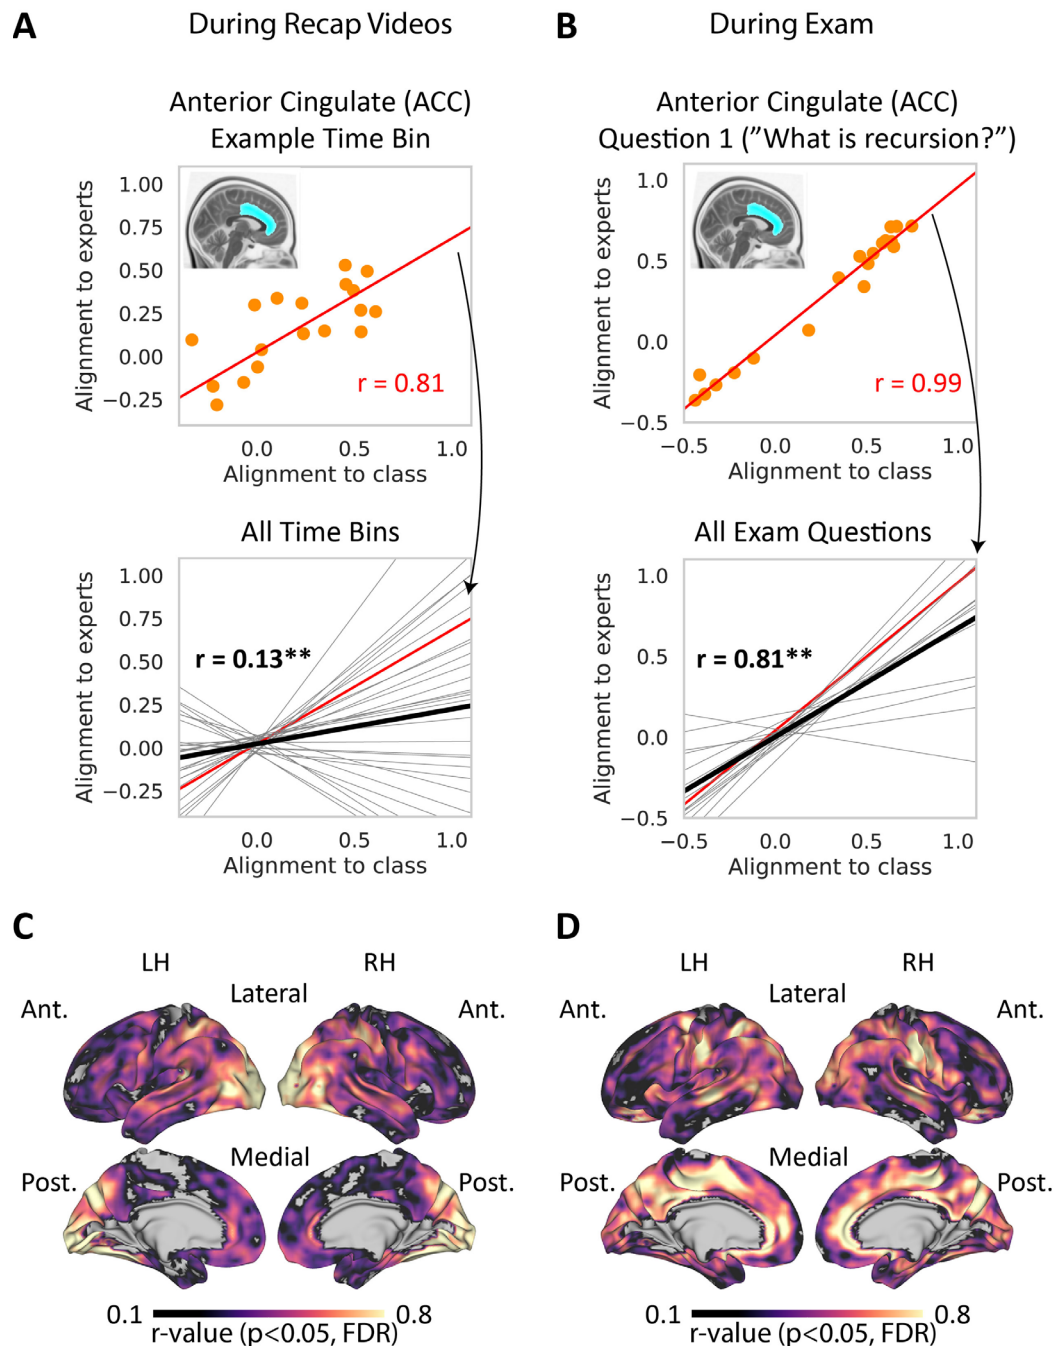 A
During Recap Videos
Anterior Cingulate (ACC)
Example Time Bin
Alignment to experts
1.00
0.75
0.50
0.25
0.00
−0.25
r = 0.81
0.0 0.5 1.0
Alignment to class
All Time Bins
Alignment to experts
1.00
0.75
0.50
0.25
0.00
−0.25
r = 0.13**
0.0 0.5 1.0
Alignment to class
B
During Exam
Anterior Cingulate (ACC)
Question 1 (”What is recursion?”)
Alignment to experts
1.0
0.5
0.0
−0.5
r = 0.99
−0.5 0.0 0.5 1.0
Alignment to class
All Exam Questions
Alignment to experts
1.0
0.5
0.0
−0.5
r = 0.81**
−0.5 0.0 0.5 1.0
Alignment to class
C
LH RH
Lateral
Ant. Ant.
Medial
Post. Post.
0.1 0.8
r-value (p<0.05, FDR)
D
LH RH
Lateral
Ant. Ant.
Medial
Post. Post.
0.1 0.8
r-value (p<0.05, FDR)